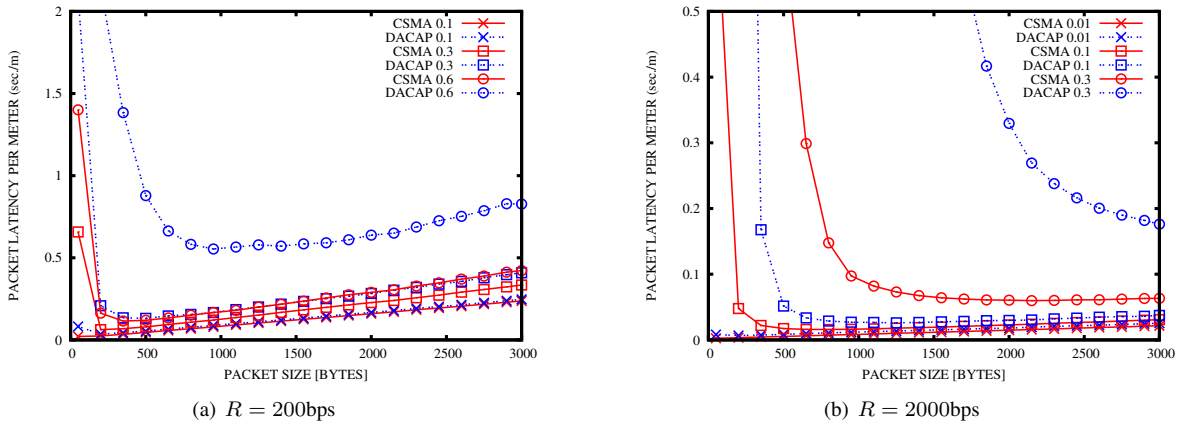 PACKET LATENCY PER METER (sec./m)
2
1.5
1
0.5
0
CSMA 0.1
DACAP 0.1
CSMA 0.3
DACAP 0.3
CSMA 0.6
DACAP 0.6
0 500 1000 1500 2000 2500 3000
PACKET SIZE [BYTES]
(a) R = 200bps
PACKET LATENCY PER METER (sec./m)
0.5
0.4
0.3
0.2
0.1
0
CSMA 0.01
DACAP 0.01
CSMA 0.1
DACAP 0.1
CSMA 0.3
DACAP 0.3
0 500 1000 1500 2000 2500 3000
PACKET SIZE [BYTES]
(b) R = 2000bps